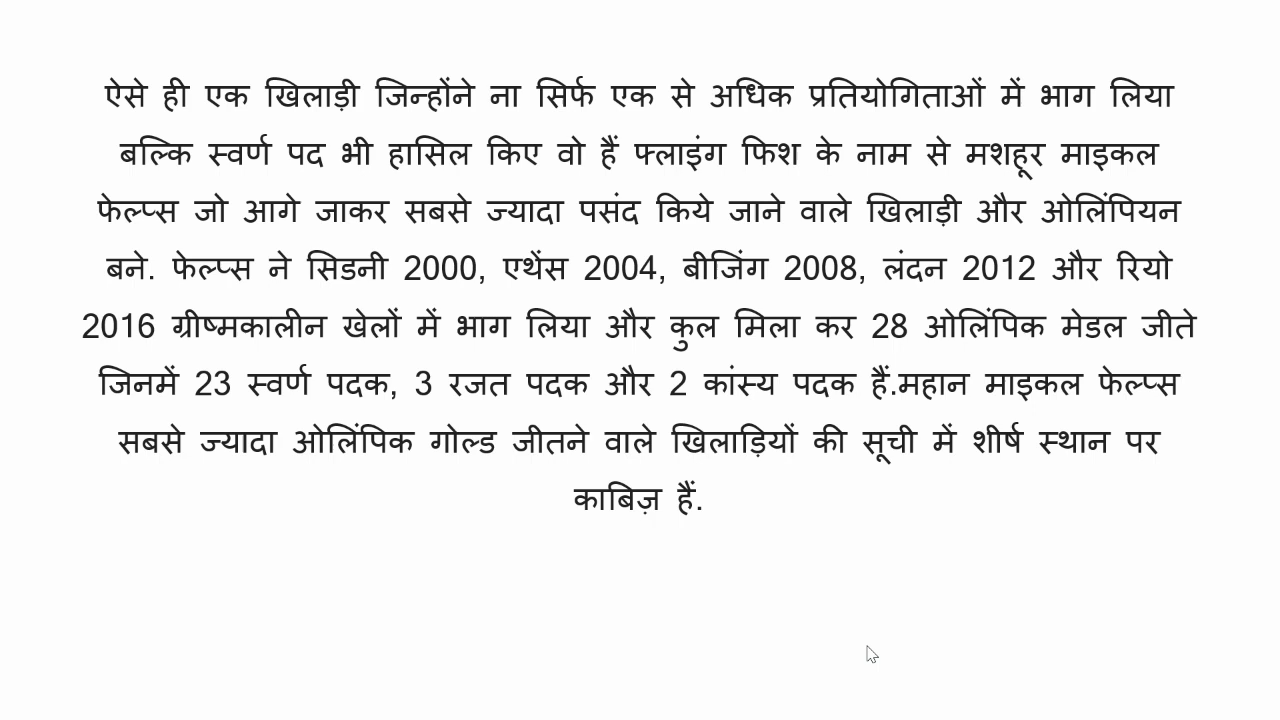 ऐसे ही एक खिलाड़ी जिन्होंने ना सिर्फ एक से अधिक प्रतियोगिताओं में भाग लिया
बल्कि स्वर्ण पद भी हासिल किए वो हैं फ्लाइंग फिश के नाम से मशहूर माइकल
फेल्प्स जो आगे जाकर सबसे ज्यादा पसंद किये जाने वाले खिलाड़ी और ओलिंपियन
बने. फेल्प्स ने सिडनी 2000, एथेंस 2004, बीजिंग 2008, लंदन 2012 और रियो
2016 ग्रीष्मकालीन खेलों में भाग लिया और कुल मिला कर 28 ओलिंपिक मेडल जीते
जिनमें 23 स्वर्ण पदक, 3 रजत पदक और 2 कांस्य पदक हैं.महान माइकल फेल्प्स
सबसे ज्यादा ओलिंपिक गोल्ड जीतने वाले खिलाड़ियों की सूची में शीर्ष स्थान पर
काबिज़ हैं.